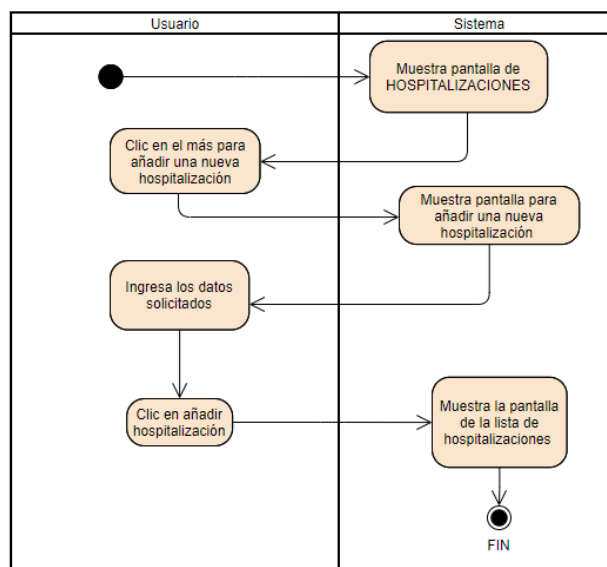 Usuario
Sistema
Muestra pantalla de
HOSPITALIZACIONES
Clic en el más para
añadir una nueva
hospitalización
Muestra pantalla para
añadir una nueva
hospitalización
Ingresa los datos
solicitados
Clic en añadir
hospitalización
Muestra la pantalla
de la lista de
hospitalizaciones
FIN